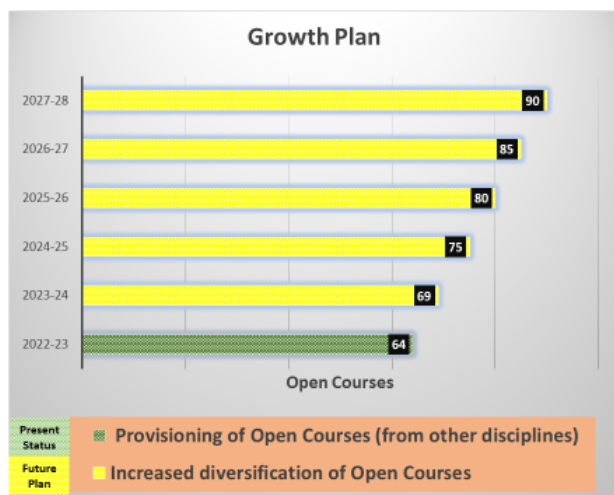 Growth Plan
2027-28 90
2026-27 85
2025-26 80
2024-25 75
2023-24 69
2022-23 64
Open Courses
Present Status
Provisioning of Open Courses (from other disciplines)
Future Plan
Increased diversification of Open Courses